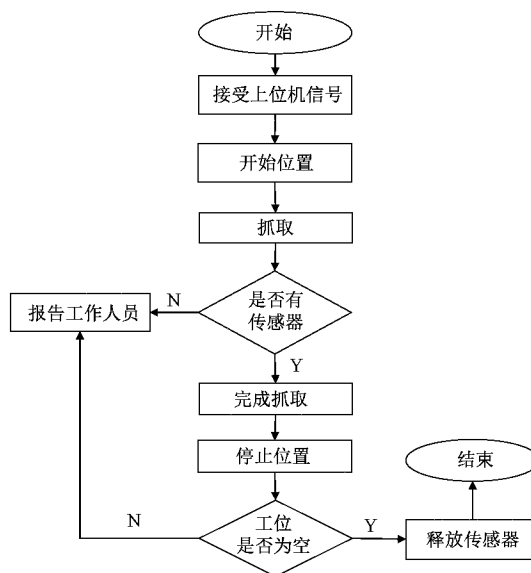 开始
接受上位机信号
开始位置
抓取
是否有
传感器
N
报告工作人员
Y
完成抓取
停止位置
工位
是否为空
N
Y
释放传感器
结束